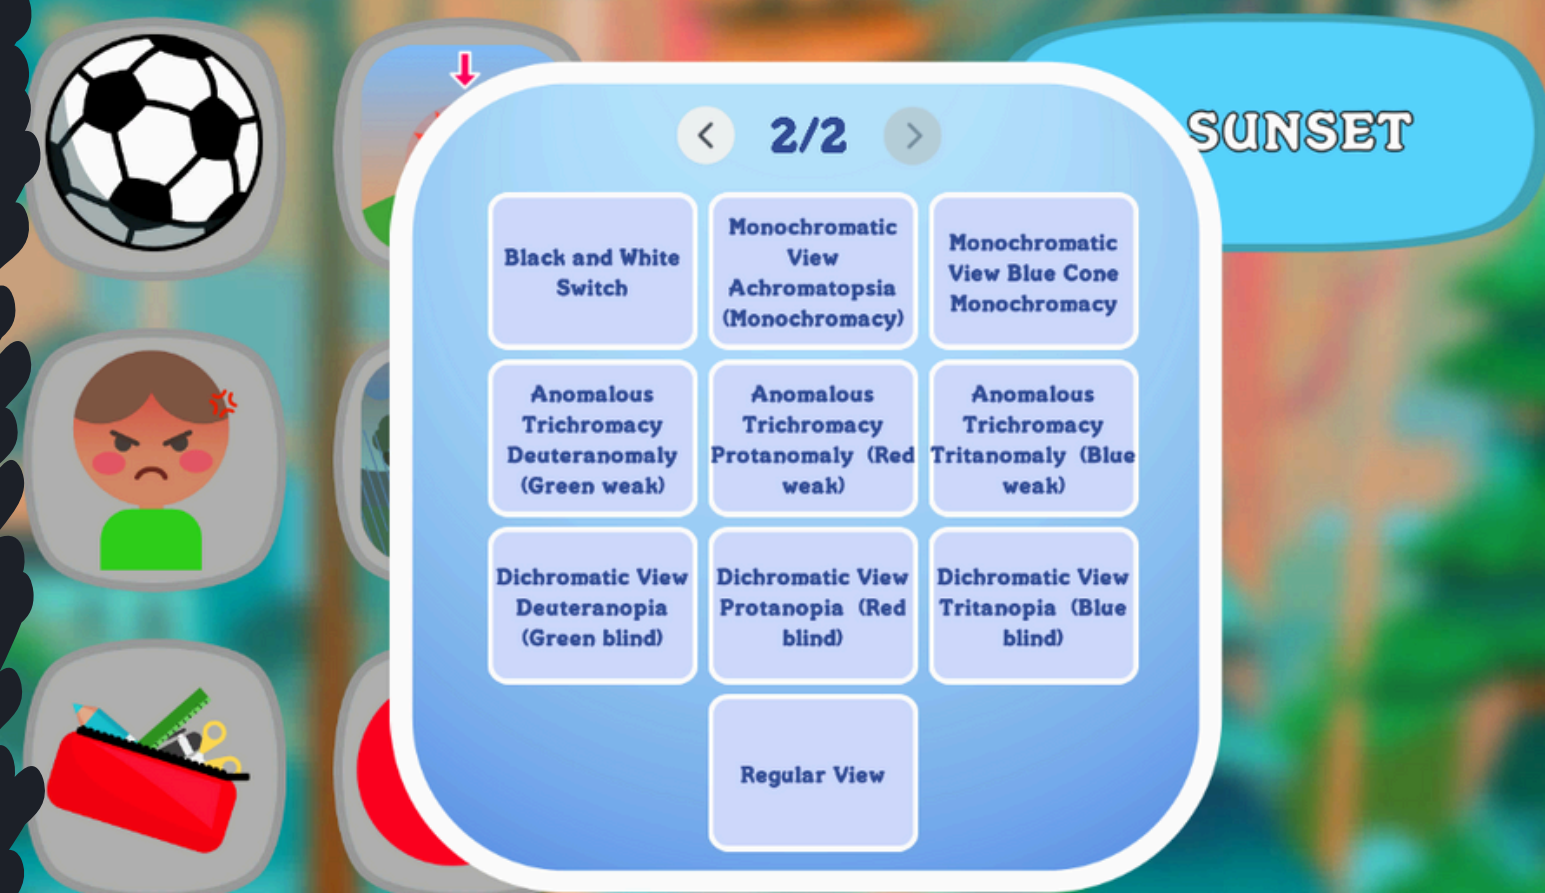 SUNSET
2/2
Black and White
Switch
Monochromatic
View
Achromatopsia
(Monochromacy)
Monochromatic
View Blue Cone
Monochromacy
Anomalous
Trichromacy
Deuteranomaly
(Green weak)
Anomalous
Trichromacy
Protanomaly (Red
weak)
Anomalous
Trichromacy
Tritanomaly (Blue
weak)
Dichromatic View
Deuteranopia
(Green blind)
Dichromatic View
Protanopia (Red
blind)
Dichromatic View
Tritanopia (Blue
blind)
Regular View